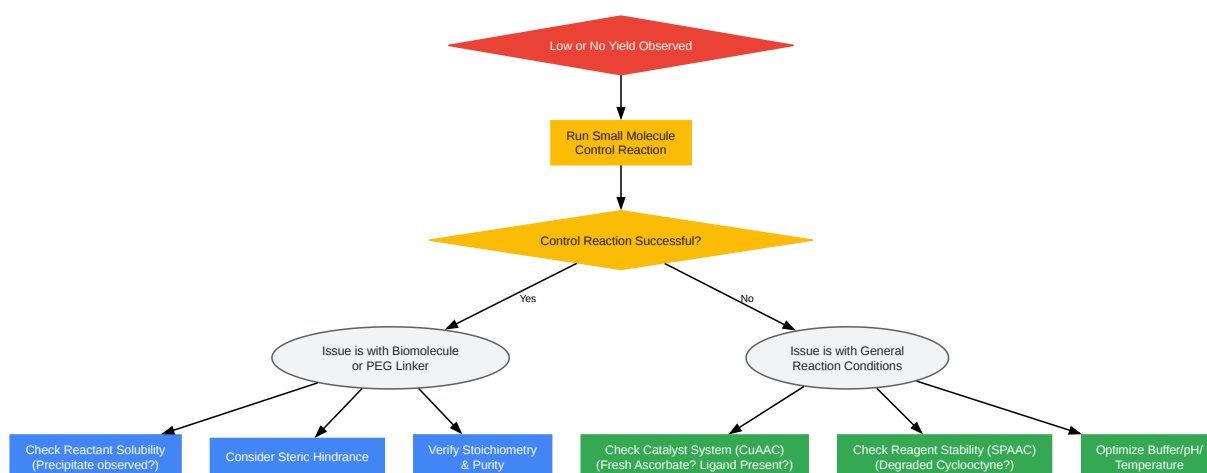 Low or No Yield Observed
Run Small Molecule
Control Reaction
Control Reaction Successful?
Yes
No
Issue is with Biomolecule
or PEG Linker
Issue is with General
Reaction Conditions
Check Reactant Solubility
(Precipitate observed?)
Consider Steric Hindrance
Verify Stoichiometry
& Purity
Check Catalyst System (CuAAC)
(Fresh Ascorbate? Ligand Present?)
Check Reagent Stability (SPAAC)
(Degraded Cyclooctyne?)
Optimize Buffer/pH/
Temperature